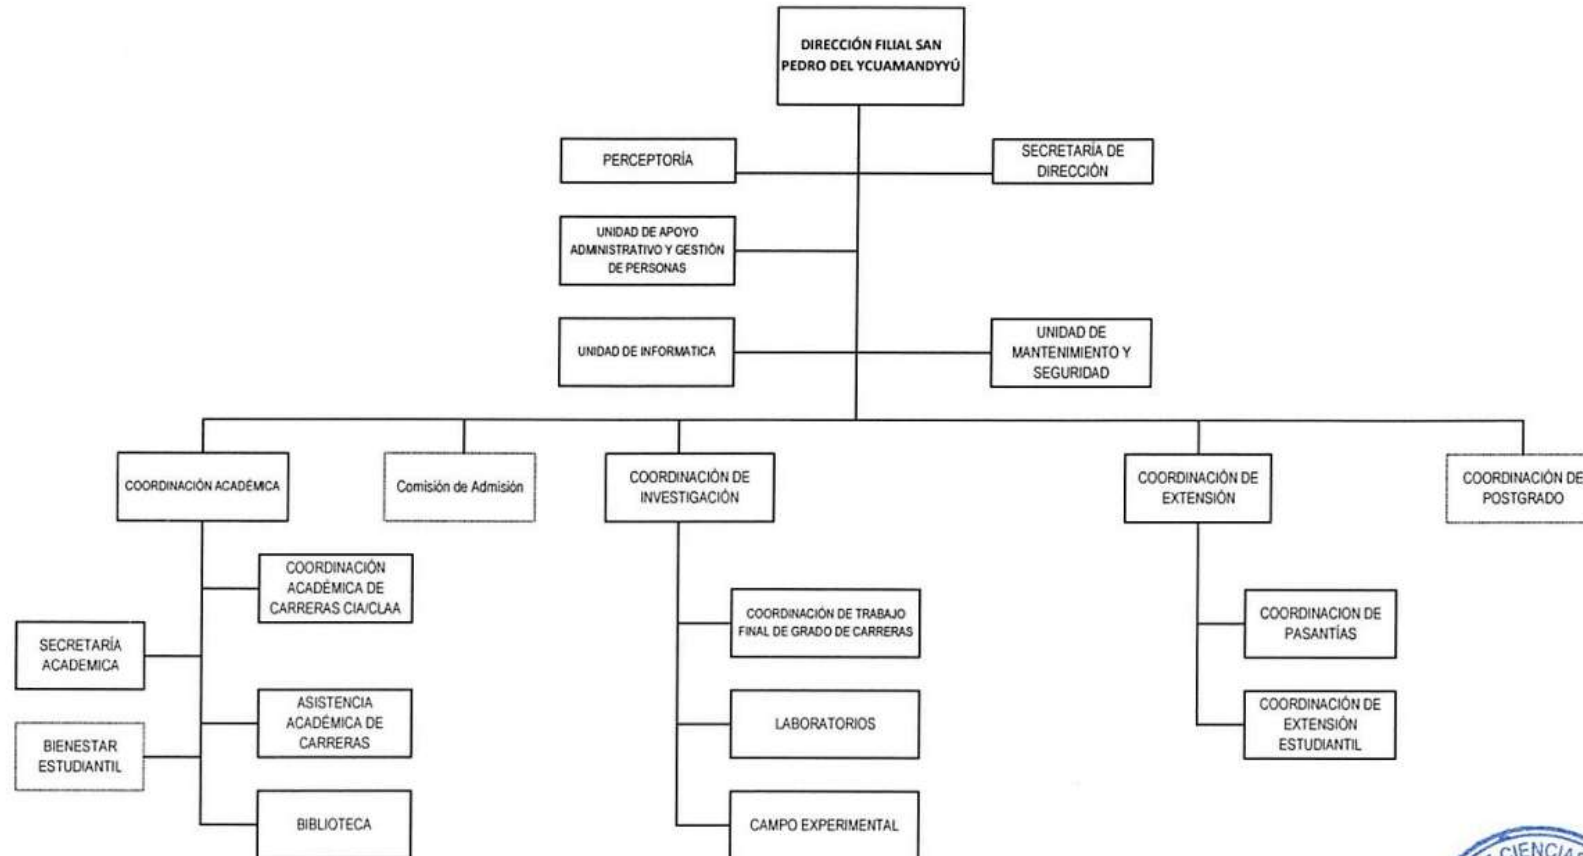 DIRECCIÓN FILIAL SAN
PEDRO DEL YCUAMANDYYÚ
PERCEPTORÍA
SECRETARÍA DE
DIRECCIÓN
UNIDAD DE APOYO
ADMINISTRATIVO Y GESTIÓN
DE PERSONAS
UNIDAD DE INFORMATICA
UNIDAD DE
MANTENIMIENTO Y
SEGURIDAD
COORDINACIÓN ACADÉMICA
Comisión de Admisión
COORDINACIÓN DE
INVESTIGACIÓN
COORDINACIÓN DE
EXTENSIÓN
COORDINACIÓN DE
POSTGRADO
COORDINACIÓN
ACADÉMICA DE
CARRERAS CIA/CLAA
SECRETARÍA
ACADEMICA
ASISTENCIA
ACADÉMICA DE
CARRERAS
BIENESTAR
ESTUDIANTIL
BIBLIOTECA
COORDINACIÓN DE TRABAJO
FINAL DE GRADO DE CARRERAS
LABORATORIOS
CAMPO EXPERIMENTAL
COORDINACION DE
PASANTÍAS
COORDINACIÓN DE
EXTENSIÓN
ESTUDIANTIL
CIENCIAS